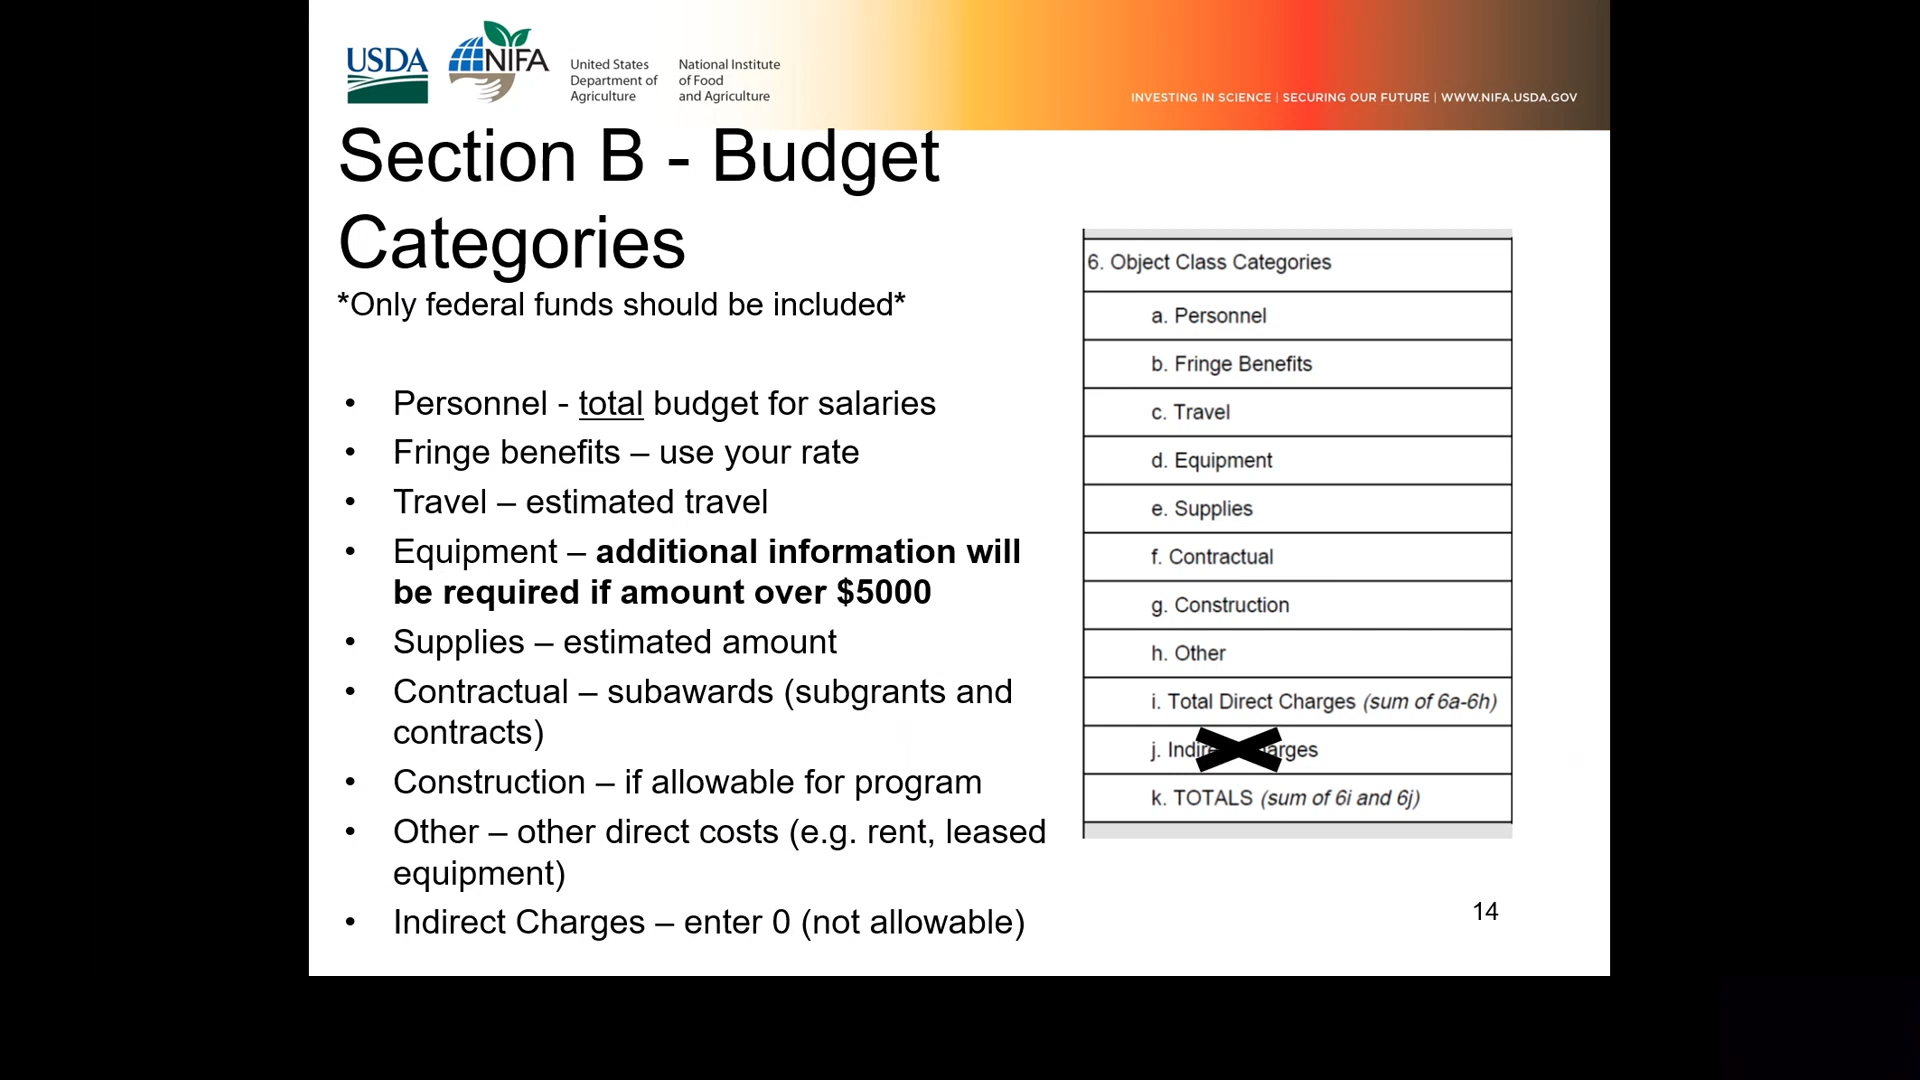 USDA
NIFA
United States
Department of
Agriculture
National Institute
of Food
and Agriculture
INVESTING IN SCIENCE | SECURING OUR FUTURE | WWW.NIFA.USDA.GOV
Section B - Budget
Categories
*Only federal funds should be included*
• Personnel - total budget for salaries
• Fringe benefits – use your rate
• Travel – estimated travel
• Equipment – additional information will
be required if amount over $5000
• Supplies – estimated amount
• Contractual – subawards (subgrants and
contracts)
• Construction – if allowable for program
• Other – other direct costs (e.g. rent, leased
equipment)
• Indirect Charges – enter 0 (not allowable)
6. Object Class Categories
a. Personnel
b. Fringe Benefits
c. Travel
d. Equipment
e. Supplies
f. Contractual
g. Construction
h. Other
i. Total Direct Charges (sum of 6a-6h)
j. Indirect Charges
k. TOTALS (sum of 6i and 6j)
14